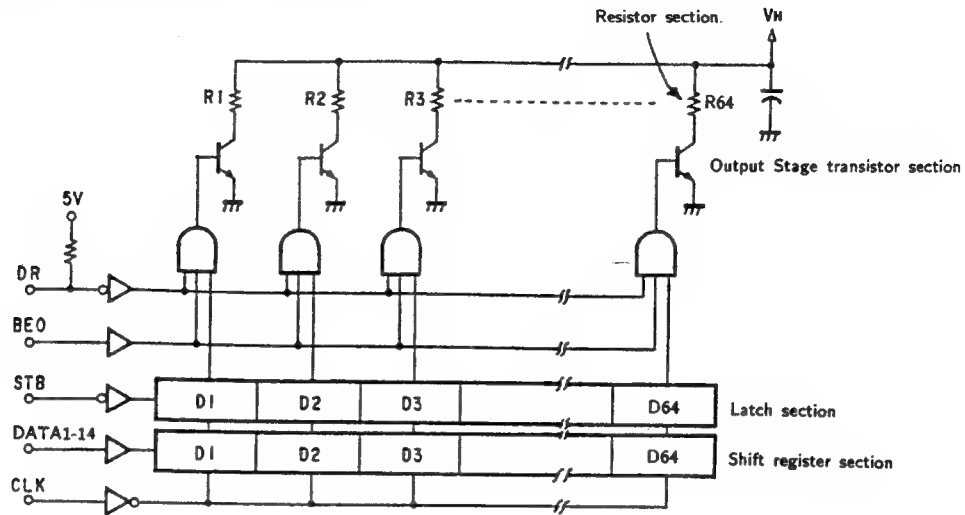 Resistor section.
VH
R1
R2
R3
R64
Output Stage transistor section
5V
DR
BEO
STB
D1 D2 D3 D64
Latch section
DATA1-14
D1 D2 D3 D64
Shift register section
CLK